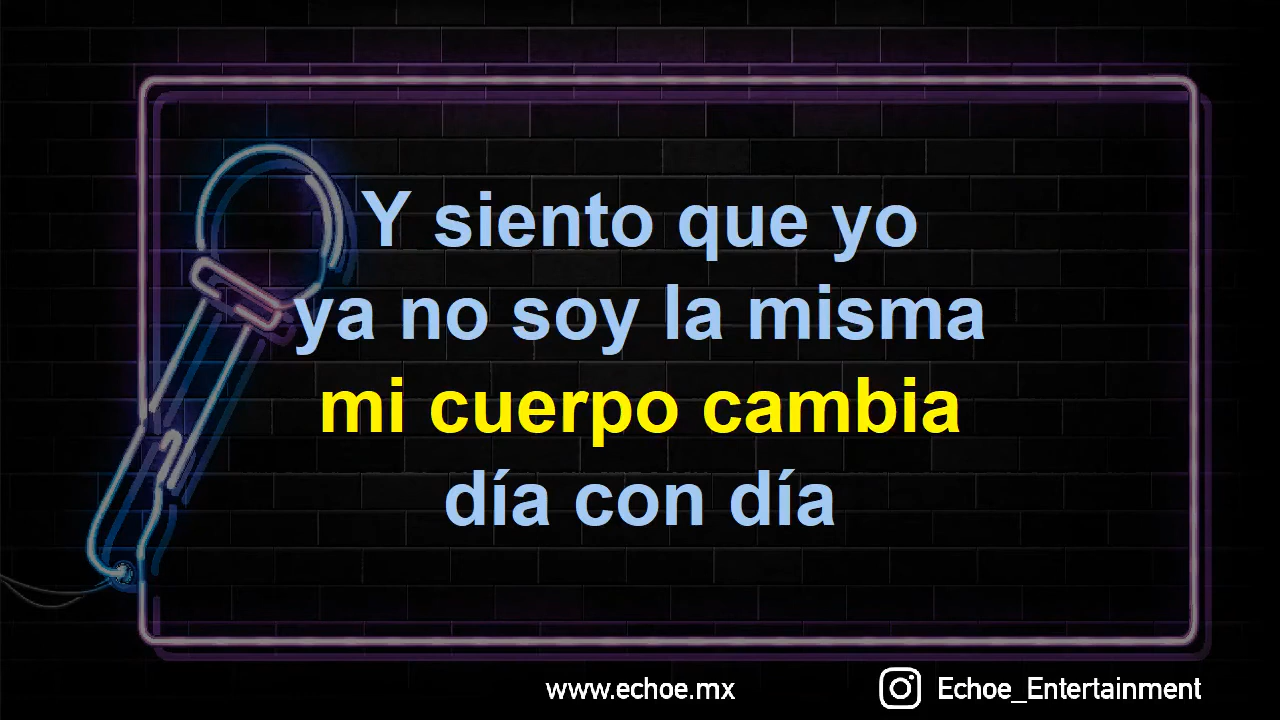 Y siento que yo
ya no soy la misma
mi cuerpo cambia
día con día
www.echoe.mx
Echoe_Entertainment